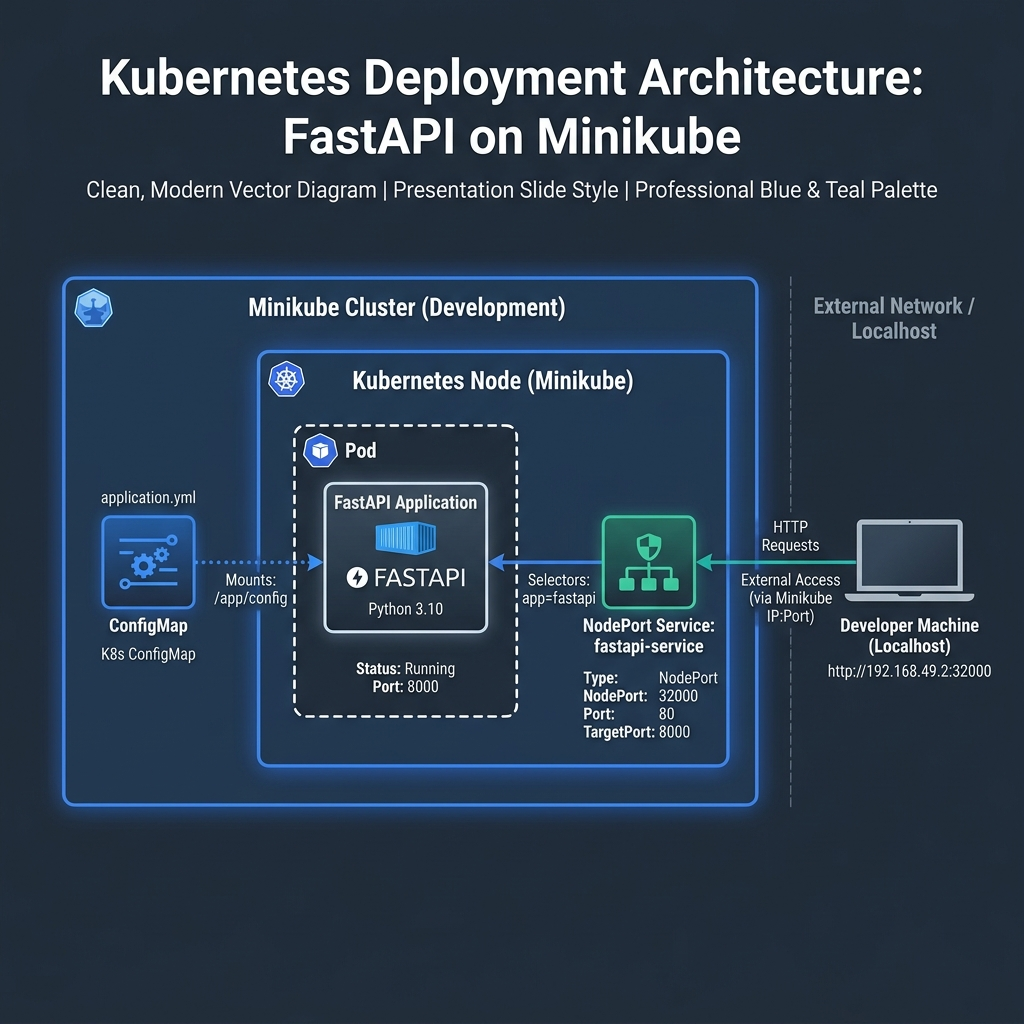 Kubernetes Deployment Architecture:
FastAPI on Minikube
Clean, Modern Vector Diagram | Presentation Slide Style | Professional Blue & Teal Palette
Minikube Cluster (Development)
External Network /
Localhost
Kubernetes Node (Minikube)
Pod
application.yml
FastAPI Application
FASTAPI
Python 3.10
Mounts:
/app/config
ConfigMap
K8s ConfigMap
Status: Running
Port: 8000
Selectors:
app=fastapi
NodePort Service:
fastapi-service
Type: NodePort
NodePort: 32000
Port: 80
TargetPort: 8000
HTTP
Requests
External Access
(via Minikube
IP:Port)
Developer Machine
(Localhost)
http://192.168.49.2:32000